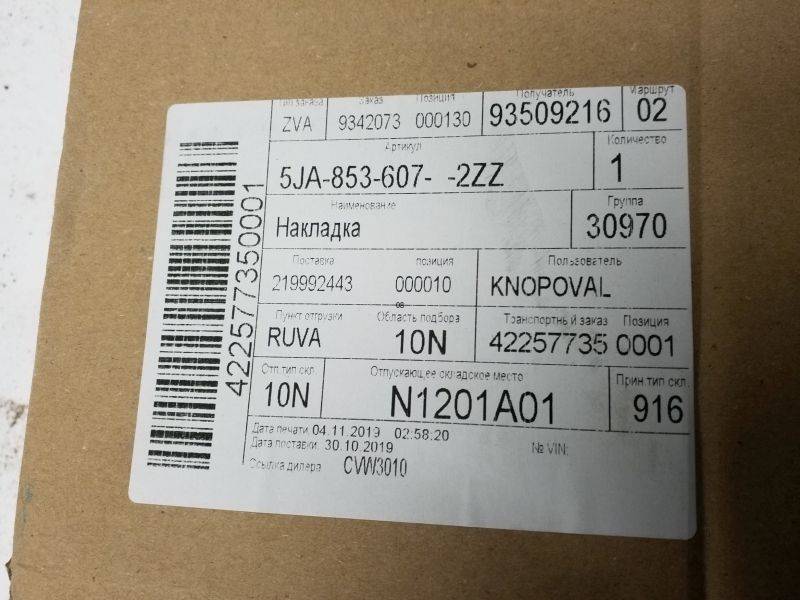 Тип заказа Заказ Позиция Получатель Маршрут
ZVA 9342073 000130 93509216 02
Артикул Количество
5JA-853-607- -2ZZ 1
Наименование Группа
Накладка 30970
Поставка позиция Пользователь
219992443 000010 KNOPOVAL
08
Пункт отгрузки Область подбора Транспортный заказ Позиция
RUVA 10N 42257735 0001
Отп.тип скл. Отпускающее складское место Прин.тип скл.
10N N1201A01 916
Дата печати 04.11.2019 02:58:20
Дата поставки: 30.10.2019 № VIN:
Ссылка дилера CVW3010
422577350001